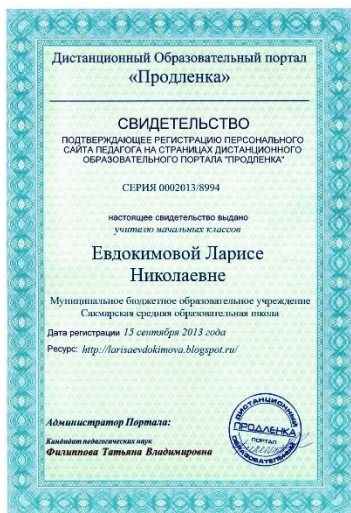 Дистанционный Образовательный портал
«Продленка»
СВИДЕТЕЛЬСТВО
ПОДТВЕРЖДАЮЩЕЕ РЕГИСТРАЦИЮ ПЕРСОНАЛЬНОГО
САЙТА ПЕДАГОГА НА СТРАНИЦАХ ДИСТАНЦИОННОГО
ОБРАЗОВАТЕЛЬНОГО ПОРТАЛА "ПРОДЛЕНКА"
СЕРИЯ 0002013/8994
настоящее свидетельство выдано
учителю начальных классов
Евдокимовой Ларисе
Николаевне
Муниципальное бюджетное образовательное учреждение
Сакмарская средняя образовательная школа
Дата регистрации 15 сентября 2013 года
Ресурс: http://larisaevdokimova.blogspot.ru/
Администратор Портала:
Кандидат педагогических наук
Филиппова Татьяна Владимировна
ДИСТАНЦИОННЫЙ
ПРОДЛЕНКА
ПОРТАЛ
ОБРАЗОВАТЕЛЬНЫЙ